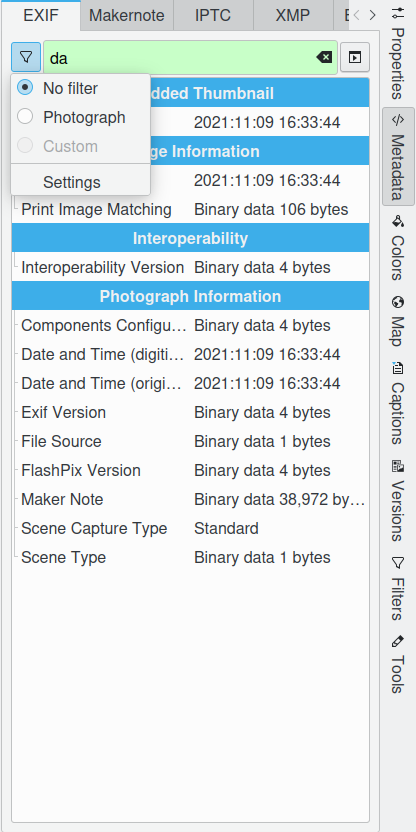 EXIF Makernote IPTC XMP
da
No filter
Photograph
Custom
Settings
dded Thumbnail
2021:11:09 16:33:44
ge Information
2021:11:09 16:33:44
Print Image Matching Binary data 106 bytes
Interoperability
Interoperability Version Binary data 4 bytes
Photograph Information
Components Configu... Binary data 4 bytes
Date and Time (digiti... 2021:11:09 16:33:44
Date and Time (origi... 2021:11:09 16:33:44
Exif Version Binary data 4 bytes
File Source Binary data 1 bytes
FlashPix Version Binary data 4 bytes
Maker Note Binary data 38,972 by...
Scene Capture Type Standard
Scene Type Binary data 1 bytes
Properties
Metadata
Colors
Map
Captions
Versions
Filters
Tools